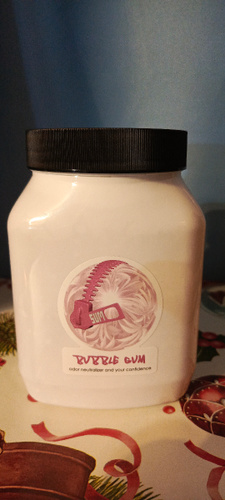 BUBBLE GUM
odor neutralizer and your confidence